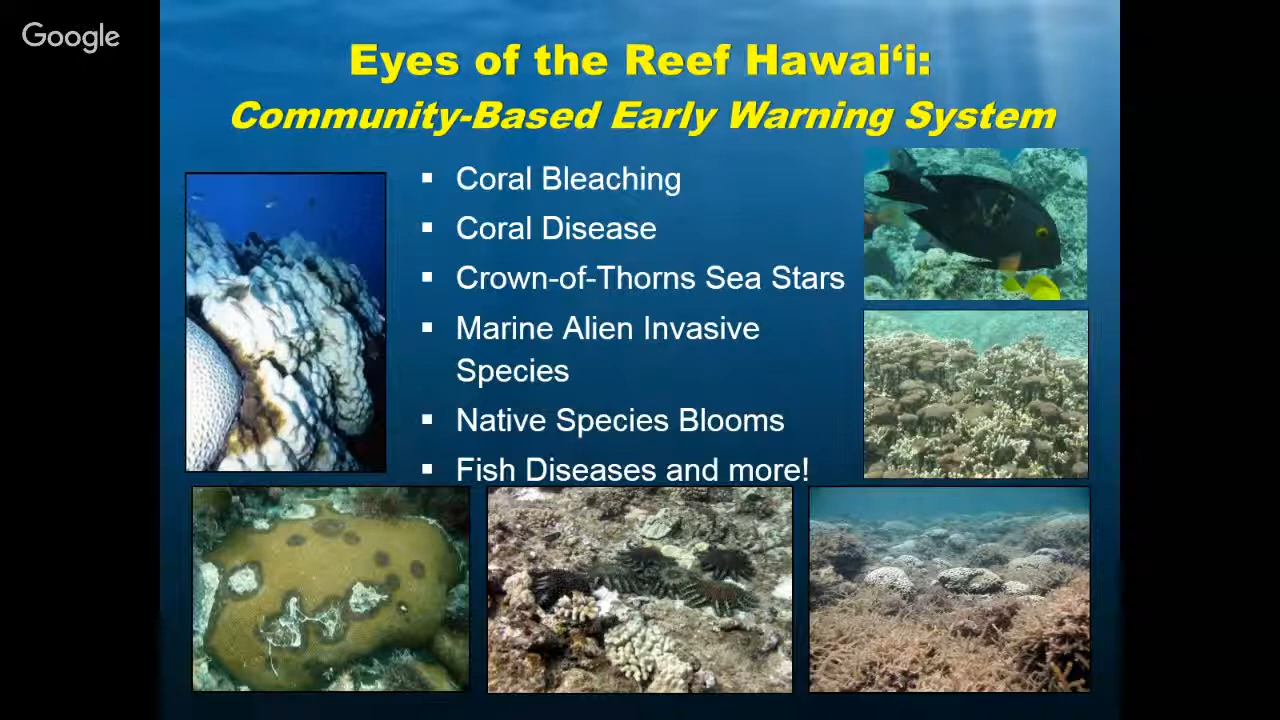 Google
Eyes of the Reef Hawai‘i:
Community-Based Early Warning System
▪ Coral Bleaching
▪ Coral Disease
▪ Crown-of-Thorns Sea Stars
▪ Marine Alien Invasive
Species
▪ Native Species Blooms
▪ Fish Diseases and more!